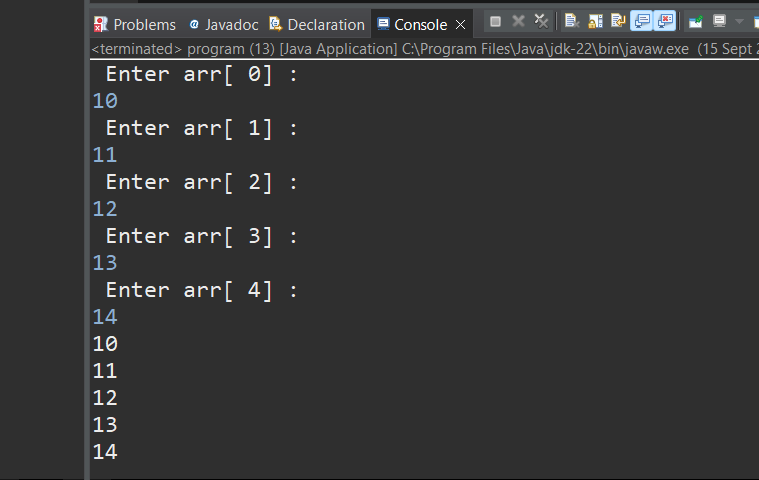 Problems @ Javadoc Declaration Console
<terminated> program (13) [Java Application] C:\Program Files\Java\jdk-22\bin\javaw.exe (15 Sept 2
Enter arr[ 0] :
10
Enter arr[ 1] :
11
Enter arr[ 2] :
12
Enter arr[ 3] :
13
Enter arr[ 4] :
14
10
11
12
13
14